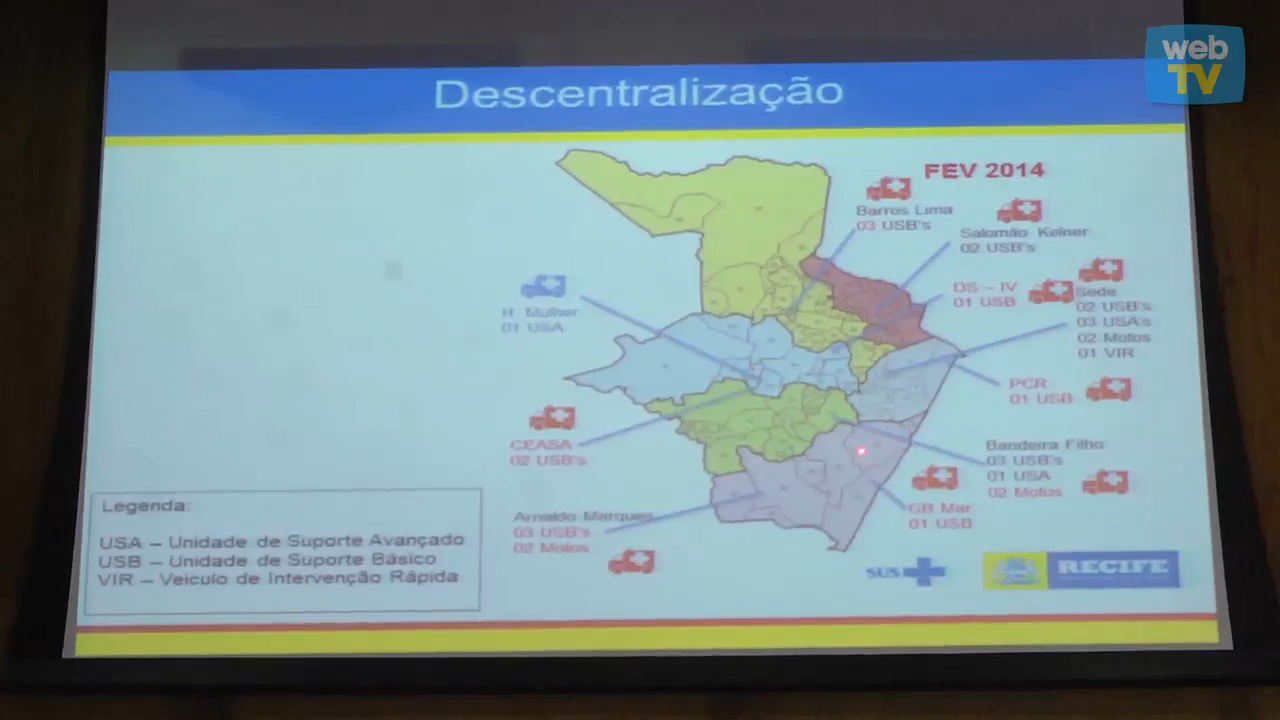 web
TV
Descentralização
FEV 2014
Barros Lima
03 USB's
Salomão Kelner
02 USB's
DS – IV
01 USB
Sede
02 USB's
03 USA's
02 Motos
01 VIR
H. Mulher
01 USA
PCR
01 USB
CEASA
02 USB's
Bandeira Filho
03 USB's
01 USA
02 Motos
GB Mar
01 USB
Arnaldo Marques
03 USB's
02 Motos
Legenda:
USA – Unidade de Suporte Avançado
USB – Unidade de Suporte Básico
VIR – Veiculo de Intervenção Rápida
SUS
RECIFE